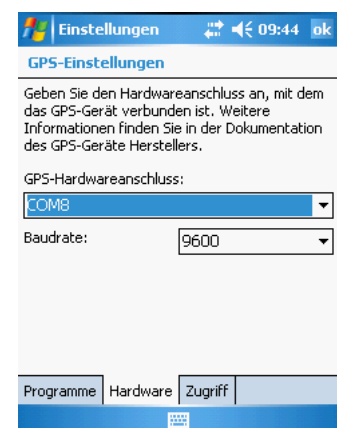 Einstellungen 09:44 ok
GPS-Einstellungen
Geben Sie den Hardwareanschluss an, mit dem
das GPS-Gerät verbunden ist. Weitere
Informationen finden Sie in der Dokumentation
des GPS-Geräte Herstellers.
GPS-Hardwareanschluss:
COM8
Baudrate: 9600
Programme Hardware Zugriff